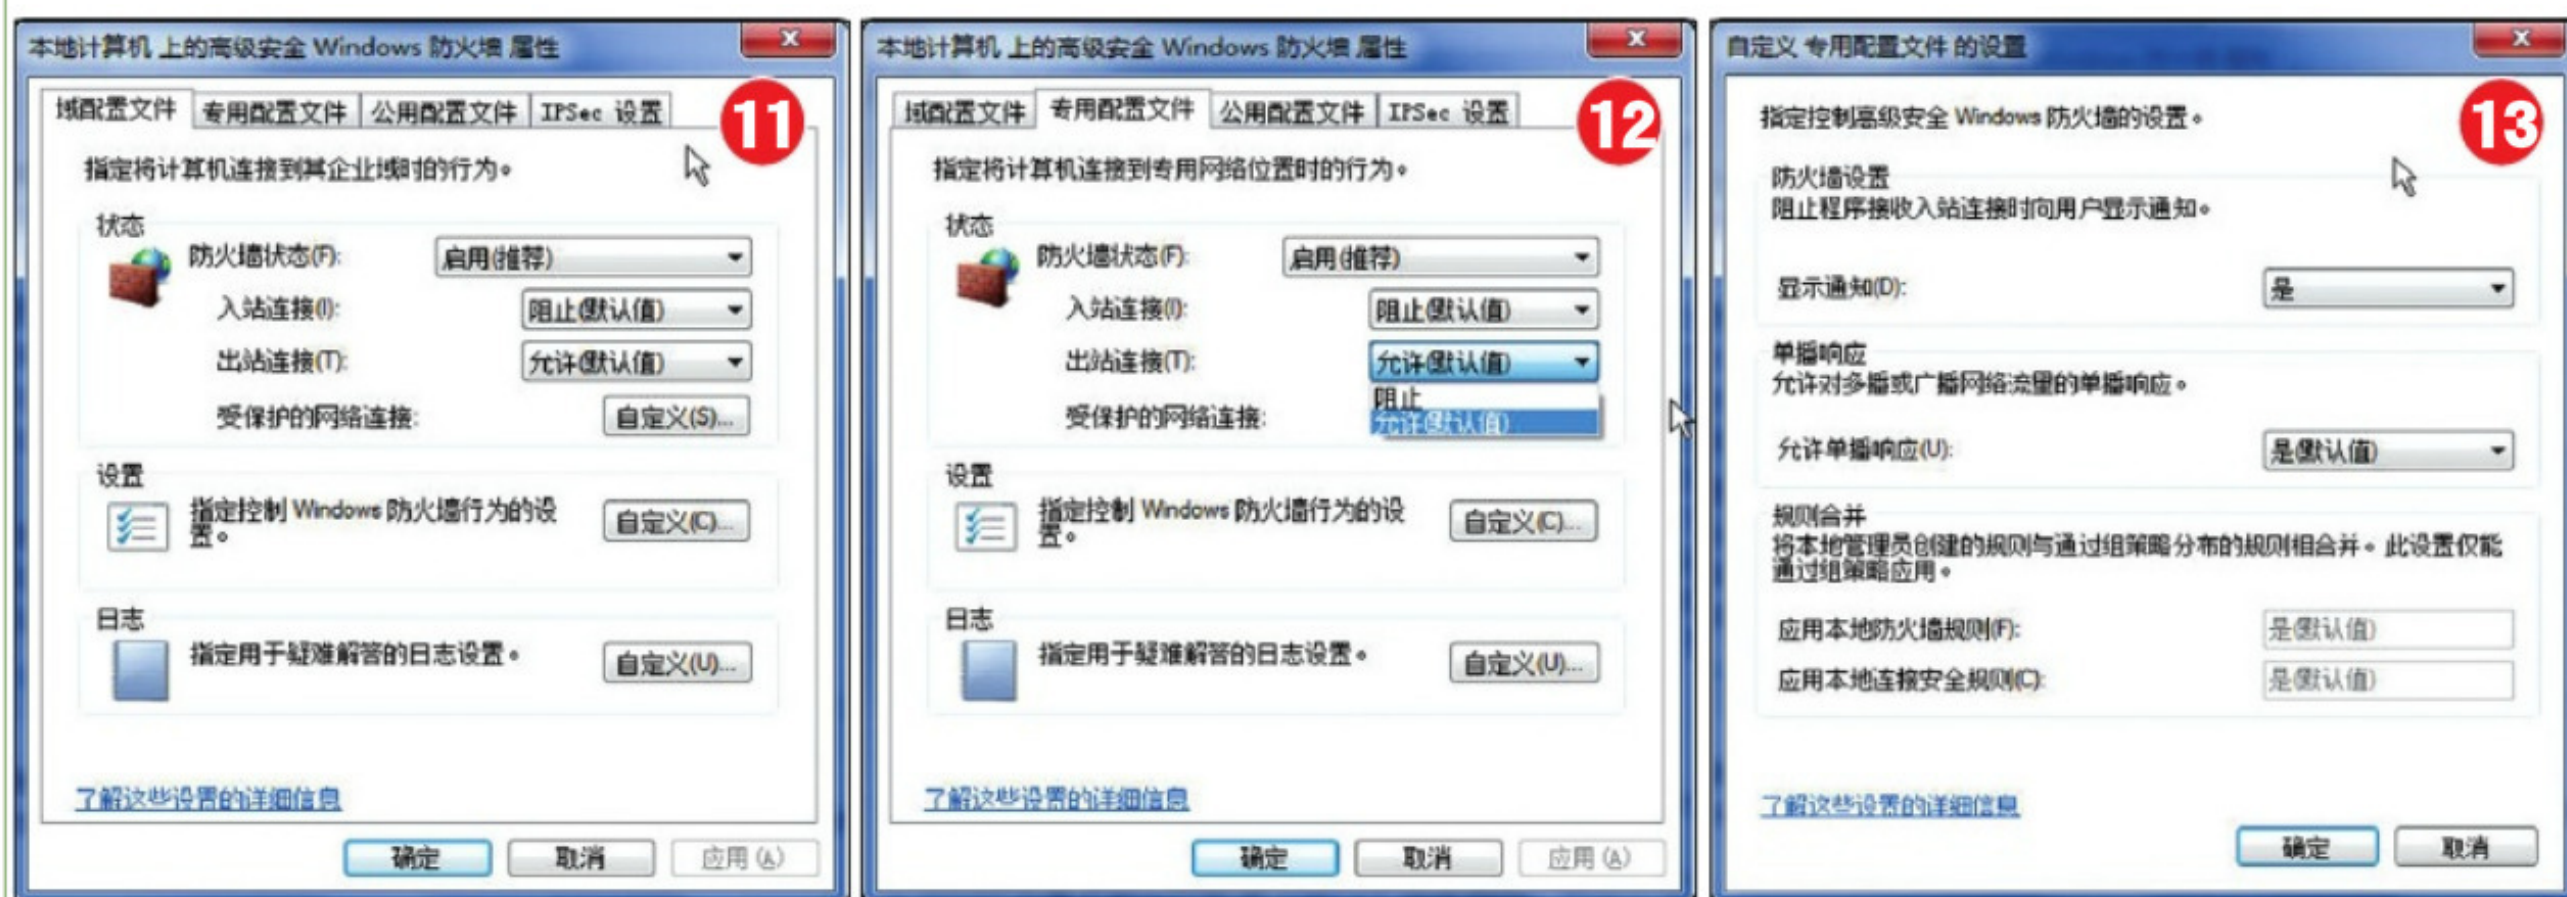 本地计算机 上的高级安全 Windows 防火墙 属性
11
域配置文件 专用配置文件 公用配置文件 IPSec 设置
指定将计算机连接到其企业域时的行为。
状态
防火墙状态(F): 启用(推荐)
入站连接(I): 阻止(默认值)
出站连接(T): 允许(默认值)
受保护的网络连接: 自定义(S)...
设置
指定控制 Windows 防火墙行为的设
置。
自定义(C)...
日志
指定用于疑难解答的日志设置。 自定义(U)...
了解这些设置的详细信息
确定 取消 应用(A)
本地计算机 上的高级安全 Windows 防火墙 属性
12
域配置文件 专用配置文件 公用配置文件 IPSec 设置
指定将计算机连接到专用网络位置时的行为。
状态
防火墙状态(F): 启用(推荐)
入站连接(I): 阻止(默认值)
出站连接(T): 允许(默认值)
阻止
受保护的网络连接: 允许(默认值)
设置
指定控制 Windows 防火墙行为的设
置。
自定义(C)...
日志
指定用于疑难解答的日志设置。 自定义(U)...
了解这些设置的详细信息
确定 取消 应用(A)
自定义 专用配置文件 的设置
13
指定控制高级安全 Windows 防火墙的设置。
防火墙设置
阻止程序接收入站连接时向用户显示通知。
显示通知(D): 是
单播响应
允许对多播或广播网络流量的单播响应。
允许单播响应(U): 是(默认值)
规则合并
将本地管理员创建的规则与通过组策略分布的规则相合并。此设置仅能
通过组策略应用。
应用本地防火墙规则(F): 是(默认值)
应用本地连接安全规则(C): 是(默认值)
了解这些设置的详细信息
确定 取消